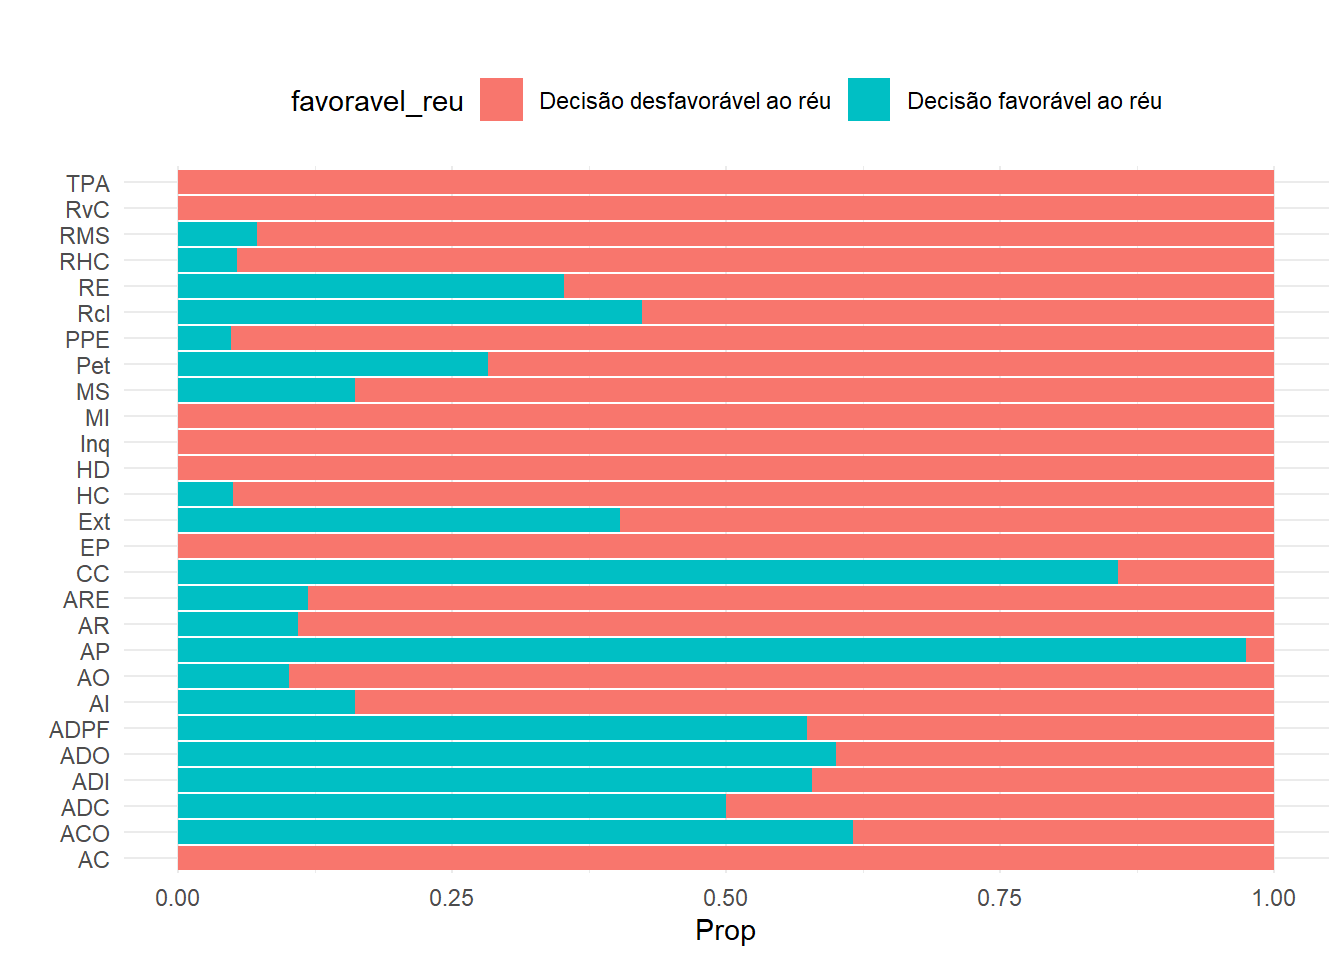 favoravel_reu Decisão desfavorável ao réu Decisão favorável ao réu
TPA
RvC
RMS
RHC
RE
Rcl
PPE
Pet
MS
MI
Inq
HD
HC
Ext
EP
CC
ARE
AR
AP
AO
AI
ADPF
ADO
ADI
ADC
ACO
AC
0.00 0.25 0.50 0.75 1.00
Prop